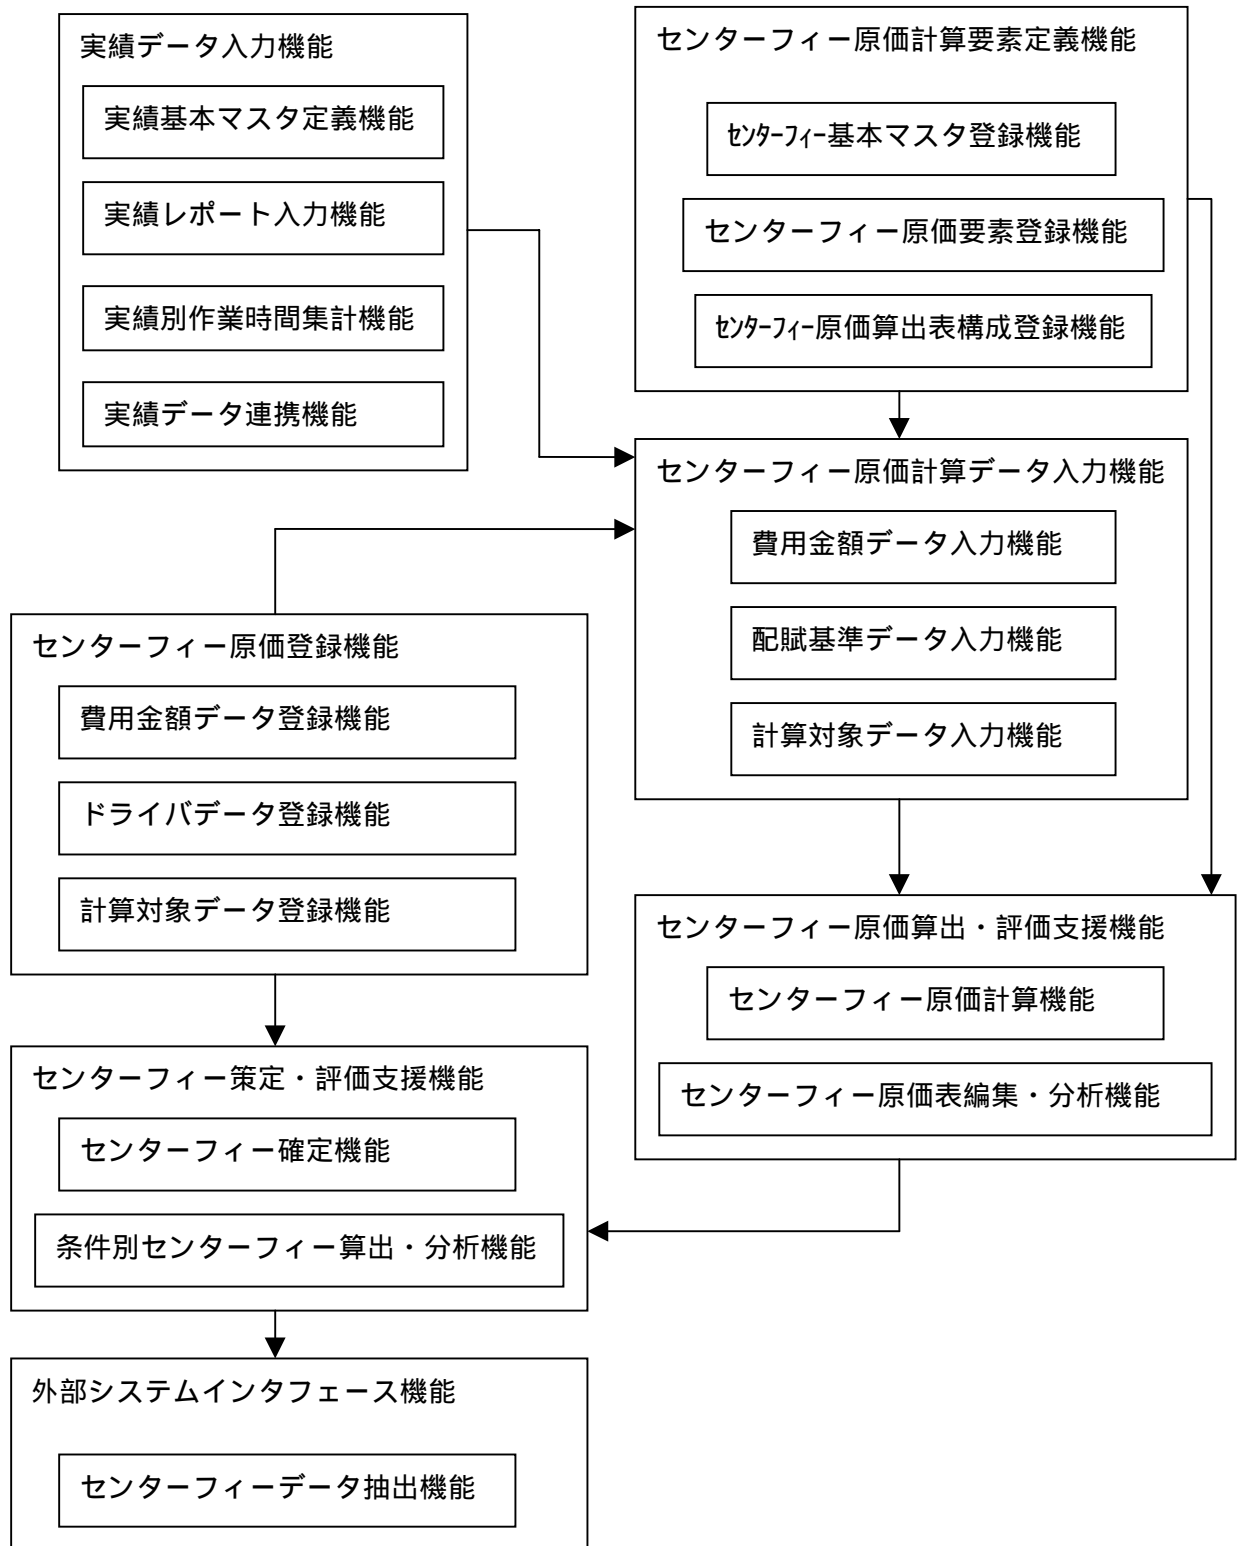 実績データ入力機能
実績基本マスタ定義機能
実績レポート入力機能
実績別作業時間集計機能
実績データ連携機能
センターフィー原価計算要素定義機能
ｾﾝﾀｰﾌｨｰ基本マスタ登録機能
センターフィー原価要素登録機能
ｾﾝﾀｰﾌｨｰ原価算出表構成登録機能
センターフィー原価計算データ入力機能
費用金額データ入力機能
配賦基準データ入力機能
計算対象データ入力機能
センターフィー原価登録機能
費用金額データ登録機能
ドライバデータ登録機能
計算対象データ登録機能
センターフィー原価算出・評価支援機能
センターフィー原価計算機能
センターフィー原価表編集・分析機能
センターフィー策定・評価支援機能
センターフィー確定機能
条件別センターフィー算出・分析機能
外部システムインタフェース機能
センターフィーデータ抽出機能